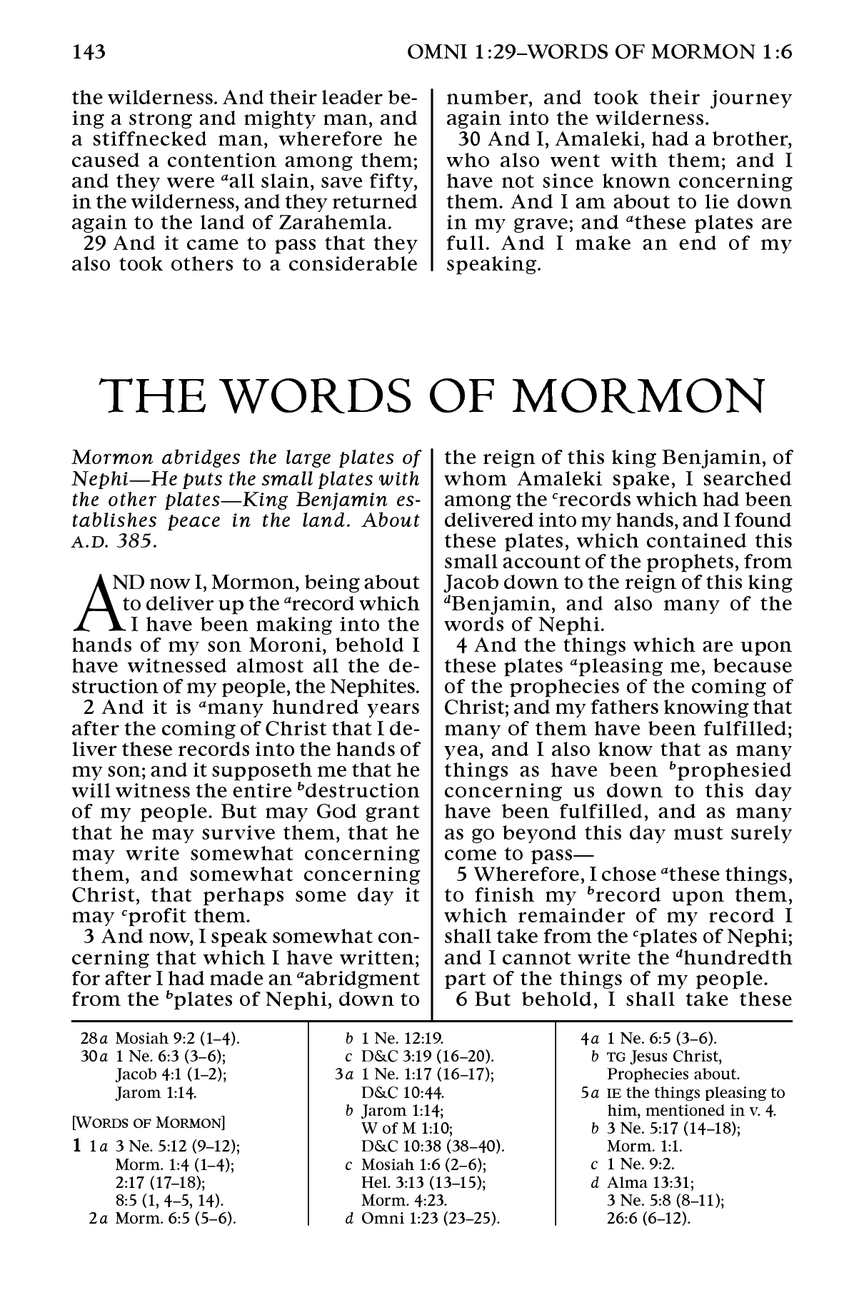 143
OMNI 1:29–WORDS OF MORMON 1:6
the wilderness. And their leader be-
ing a strong and mighty man, and
a stiffnecked man, wherefore he
caused a contention among them;
and they were aall slain, save fifty,
in the wilderness, and they returned
again to the land of Zarahemla.
29 And it came to pass that they
also took others to a considerable
number, and took their journey
again into the wilderness.
30 And I, Amaleki, had a brother,
who also went with them; and I
have not since known concerning
them. And I am about to lie down
in my grave; and athese plates are
full. And I make an end of my
speaking.
THE WORDS OF MORMON
Mormon abridges the large plates of
Nephi—He puts the small plates with
the other plates—King Benjamin es-
tablishes peace in the land. About
A.D. 385.
AND now I, Mormon, being about
to deliver up the arecord which
I have been making into the
hands of my son Moroni, behold I
have witnessed almost all the de-
struction of my people, the Nephites.
2 And it is amany hundred years
after the coming of Christ that I de-
liver these records into the hands of
my son; and it supposeth me that he
will witness the entire bdestruction
of my people. But may God grant
that he may survive them, that he
may write somewhat concerning
them, and somewhat concerning
Christ, that perhaps some day it
may cprofit them.
3 And now, I speak somewhat con-
cerning that which I have written;
for after I had made an aabridgment
from the bplates of Nephi, down to
the reign of this king Benjamin, of
whom Amaleki spake, I searched
among the crecords which had been
delivered into my hands, and I found
these plates, which contained this
small account of the prophets, from
Jacob down to the reign of this king
dBenjamin, and also many of the
words of Nephi.
4 And the things which are upon
these plates apleasing me, because
of the prophecies of the coming of
Christ; and my fathers knowing that
many of them have been fulfilled;
yea, and I also know that as many
things as have been bprophesied
concerning us down to this day
have been fulfilled, and as many
as go beyond this day must surely
come to pass—
5 Wherefore, I chose athese things,
to finish my brecord upon them,
which remainder of my record I
shall take from the cplates of Nephi;
and I cannot write the dhundredth
part of the things of my people.
6 But behold, I shall take these
28a Mosiah 9:2 (1–4).
30a 1 Ne. 6:3 (3–6);
Jacob 4:1 (1–2);
Jarom 1:14.
[WORDS OF MORMON]
1 1a 3 Ne. 5:12 (9–12);
Morm. 1:4 (1–4);
2:17 (17–18);
8:5 (1, 4–5, 14).
2a Morm. 6:5 (5–6).
b 1 Ne. 12:19.
c D&C 3:19 (16–20).
3a 1 Ne. 1:17 (16–17);
D&C 10:44.
b Jarom 1:14;
W of M 1:10;
D&C 10:38 (38–40).
c Mosiah 1:6 (2–6);
Hel. 3:13 (13–15);
Morm. 4:23.
d Omni 1:23 (23–25).
4a 1 Ne. 6:5 (3–6).
b TG Jesus Christ,
Prophecies about.
5a IE the things pleasing to
him, mentioned in v. 4.
b 3 Ne. 5:17 (14–18);
Morm. 1:1.
c 1 Ne. 9:2.
d Alma 13:31;
3 Ne. 5:8 (8–11);
26:6 (6–12).